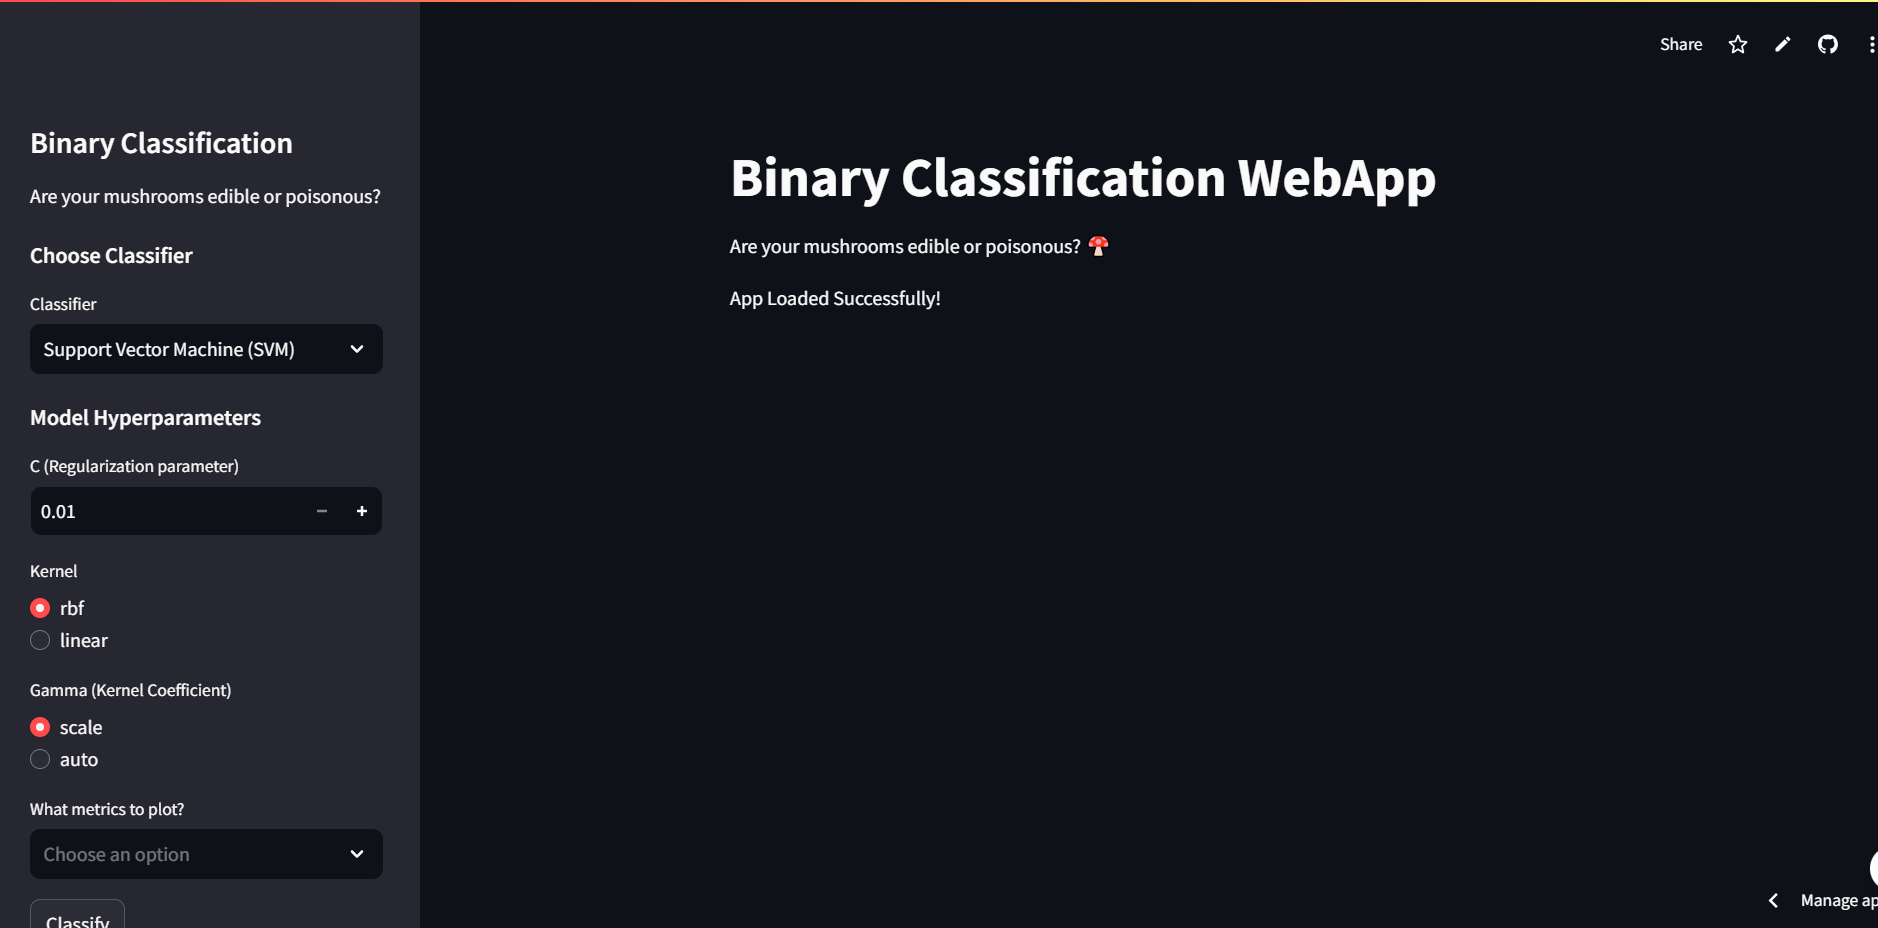 Share
Binary Classification
Are your mushrooms edible or poisonous?
Choose Classifier
Classifier
Support Vector Machine (SVM)
Model Hyperparameters
C (Regularization parameter)
0.01
Kernel
rbf
linear
Gamma (Kernel Coefficient)
scale
auto
What metrics to plot?
Choose an option
Classify
Binary Classification WebApp
Are your mushrooms edible or poisonous? 🍄
App Loaded Successfully!
Manage ap